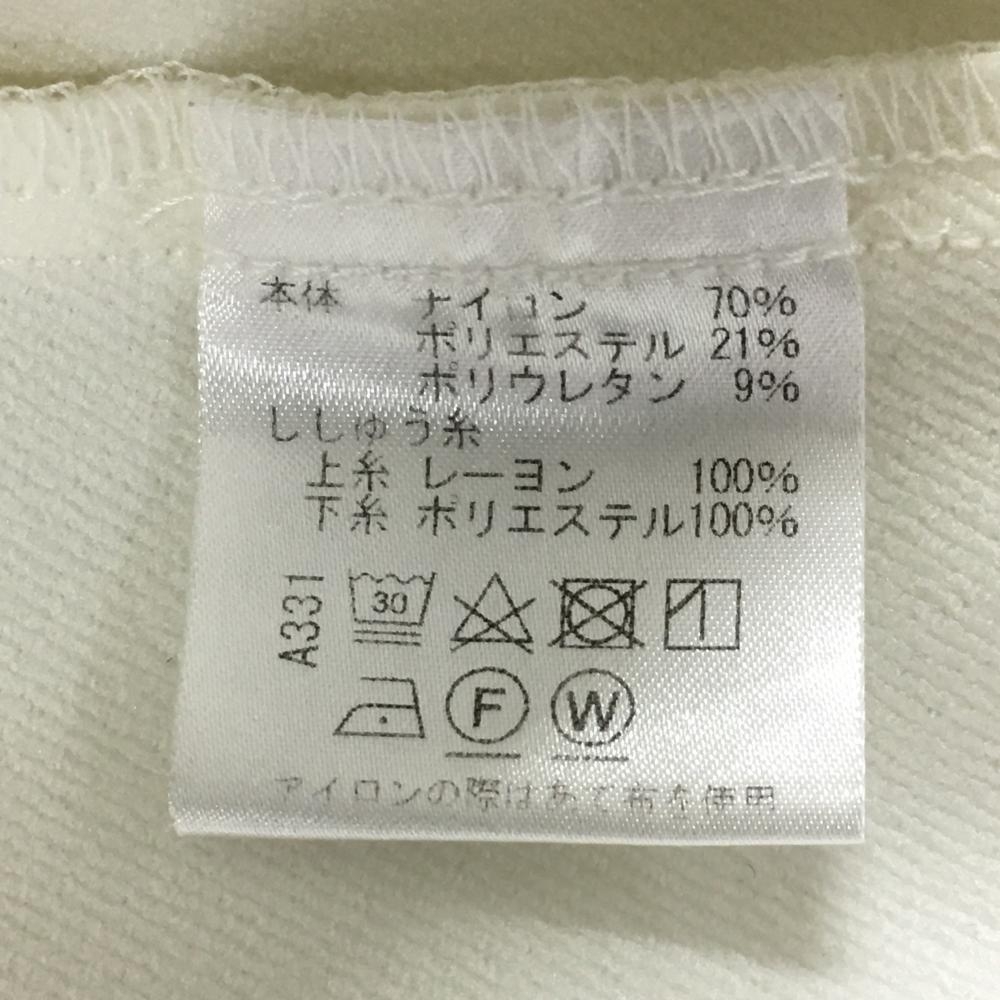 本体 ナイロン 70%
ポリエステル 21%
ポリウレタン 9%
ししゅう糸
上糸 レーヨン 100%
下糸 ポリエステル100%
A331
30
F W
アイロンの際はあて布を使用